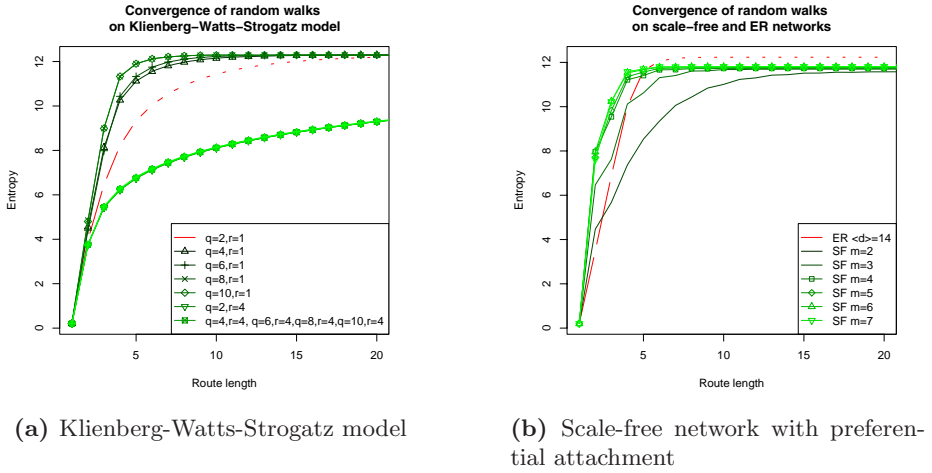 Convergence of random walks
on Klienberg−Watts−Strogatz model
Entropy
0
2
4
6
8
10
12
5
10
15
20
Route length
q=2,r=1
q=4,r=1
q=6,r=1
q=8,r=1
q=10,r=1
q=2,r=4
q=4,r=4, q=6,r=4,q=8,r=4,q=10,r=4
(a) Klienberg-Watts-Strogatz model
Convergence of random walks
on scale−free and ER networks
Entropy
0
2
4
6
8
10
12
5
10
15
20
Route length
ER <d>=14
SF m=2
SF m=3
SF m=4
SF m=5
SF m=6
SF m=7
(b) Scale-free network with preferen-
tial attachment